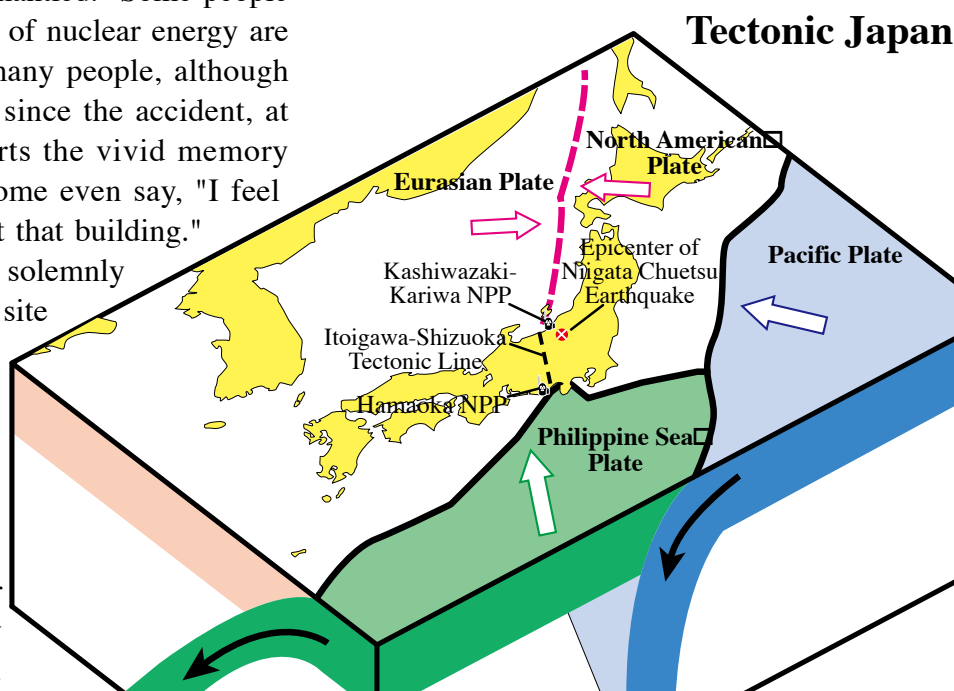 of nuclear energy are
many people, although
since the accident, at
the vivid memory
even say, "I feel
that building."
solemnly
site
Tectonic Japan
North American
Plate
Eurasian Plate
Pacific Plate
Epicenter of
Niigata Chuetsu
Earthquake
Kashiwazaki-
Kariwa NPP
Itoigawa-Shizuoka
Tectonic Line
Hamaoka NPP
Philippine Sea
Plate